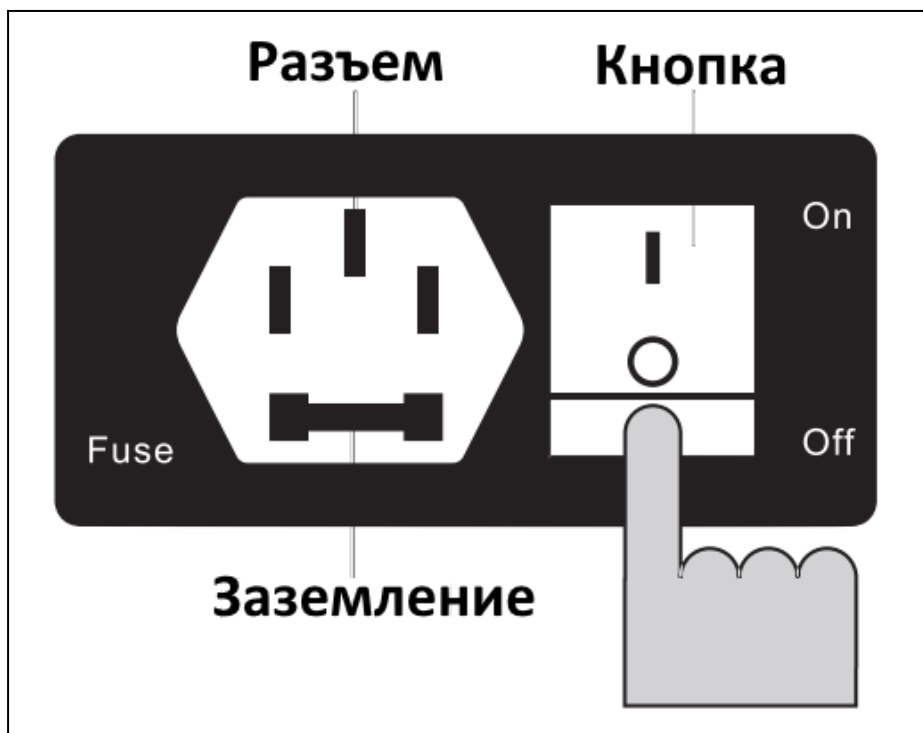 Разъем
Кнопка
On
Fuse
Off
Заземление